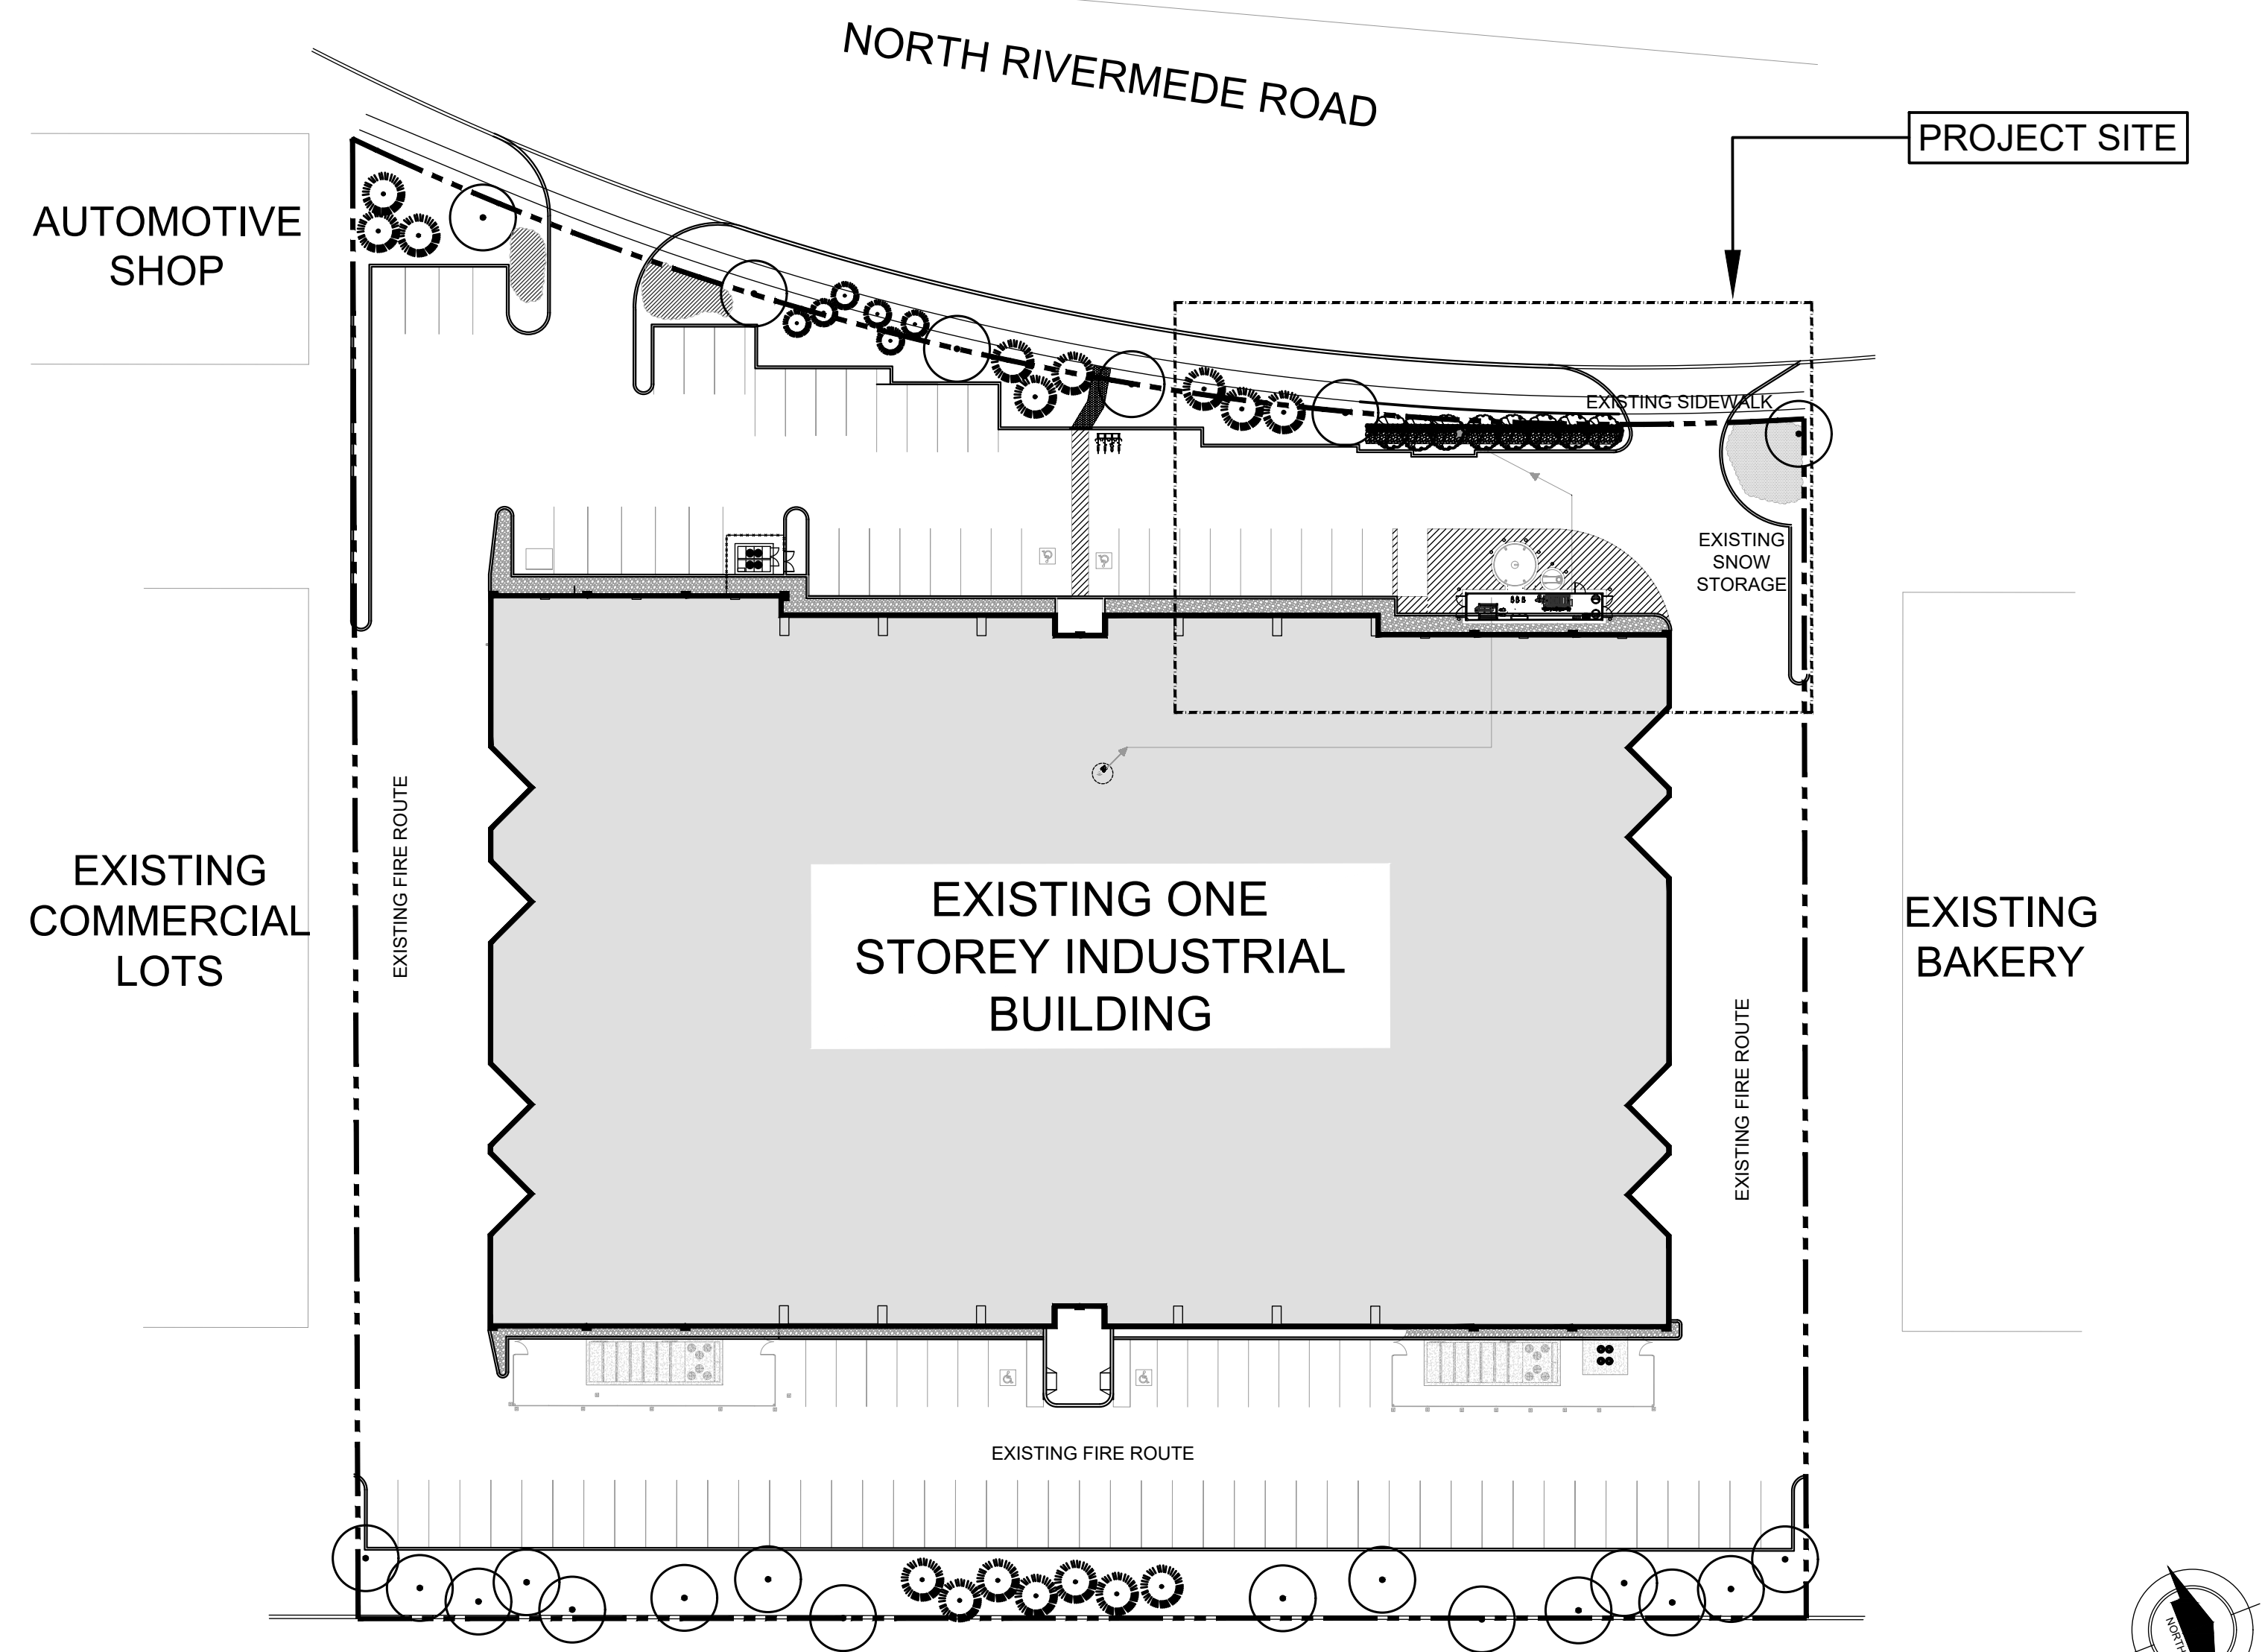 NORTH RIVERMEDE ROAD
PROJECT SITE
AUTOMOTIVE
SHOP
EXISTING SIDEWALK
EXISTING
SNOW
STORAGE
EXISTING FIRE ROUTE
EXISTING
COMMERCIAL
LOTS
EXISTING ONE
STOREY INDUSTRIAL
BUILDING
EXISTING
BAKERY
EXISTING FIRE ROUTE
EXISTING FIRE ROUTE
NORTH